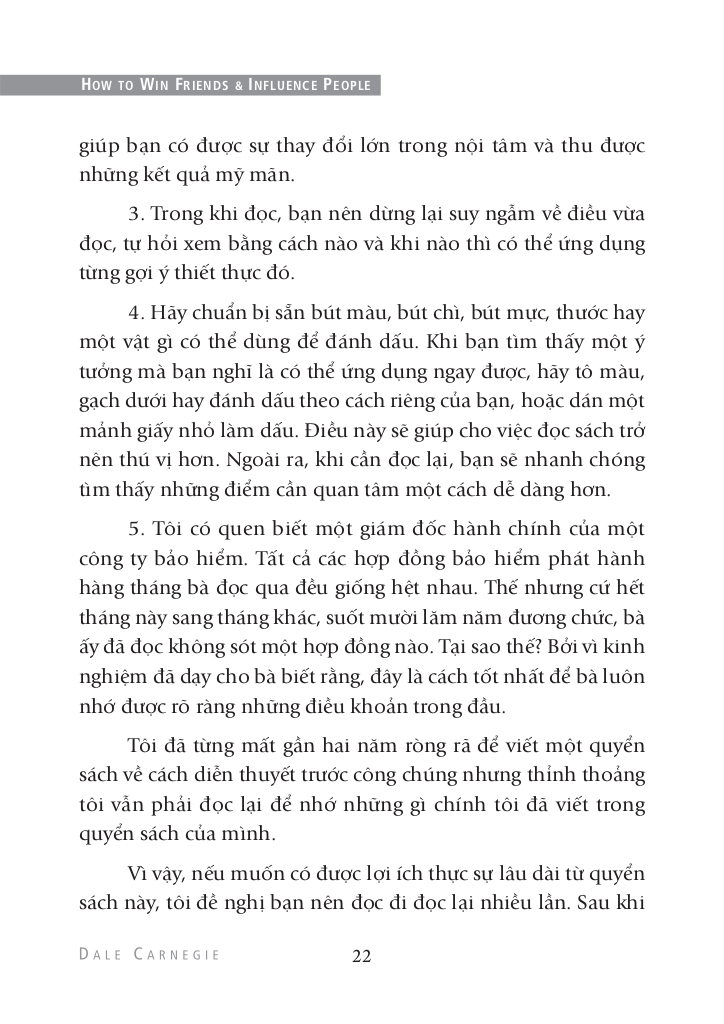 HOW TO WIN FRIENDS & INFLUENCE PEOPLE
giúp bạn có được sự thay đổi lớn trong nội tâm và thu được
những kết quả mỹ mãn.
3. Trong khi đọc, bạn nên dừng lại suy ngẫm về điều vừa
đọc, tự hỏi xem bằng cách nào và khi nào thì có thể ứng dụng
từng gợi ý thiết thực đó.
4. Hãy chuẩn bị sẵn bút màu, bút chì, bút mực, thước hay
một vật gì có thể dùng để đánh dấu. Khi bạn tìm thấy một ý
tưởng mà bạn nghĩ là có thể ứng dụng ngay được, hãy tô màu,
gạch dưới hay đánh dấu theo cách riêng của bạn, hoặc dán một
mảnh giấy nhỏ làm dấu. Điều này sẽ giúp cho việc đọc sách trở
nên thú vị hơn. Ngoài ra, khi cần đọc lại, bạn sẽ nhanh chóng
tìm thấy những điểm cần quan tâm một cách dễ dàng hơn.
5. Tôi có quen biết một giám đốc hành chính của một
công ty bảo hiểm. Tất cả các hợp đồng bảo hiểm phát hành
hàng tháng bà đọc qua đều giống hệt nhau. Thế nhưng cứ hết
tháng này sang tháng khác, suốt mười lăm năm đương chức, bà
ấy đã đọc không sót một hợp đồng nào. Tại sao thế? Bởi vì kinh
nghiệm đã dạy cho bà biết rằng, đây là cách tốt nhất để bà luôn
nhớ được rõ ràng những điều khoản trong đầu.
Tôi đã từng mất gần hai năm ròng rã để viết một quyển
sách về cách diễn thuyết trước công chúng nhưng thỉnh thoảng
tôi vẫn phải đọc lại để nhớ những gì chính tôi đã viết trong
quyển sách của mình.
Vì vậy, nếu muốn có được lợi ích thực sự lâu dài từ quyển
sách này, tôi đề nghị bạn nên đọc đi đọc lại nhiều lần. Sau khi
DALE CARNEGIE 22